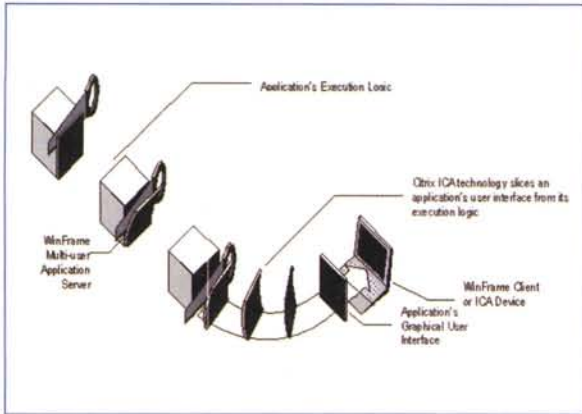 Application's Execution Logic
Citrix ICA technology slices an
application's user interface from its
execution logic
WinFrame
Multi-user
Application
Server
WinFrame Client
or ICA Device
Application's
Graphical User
Interface